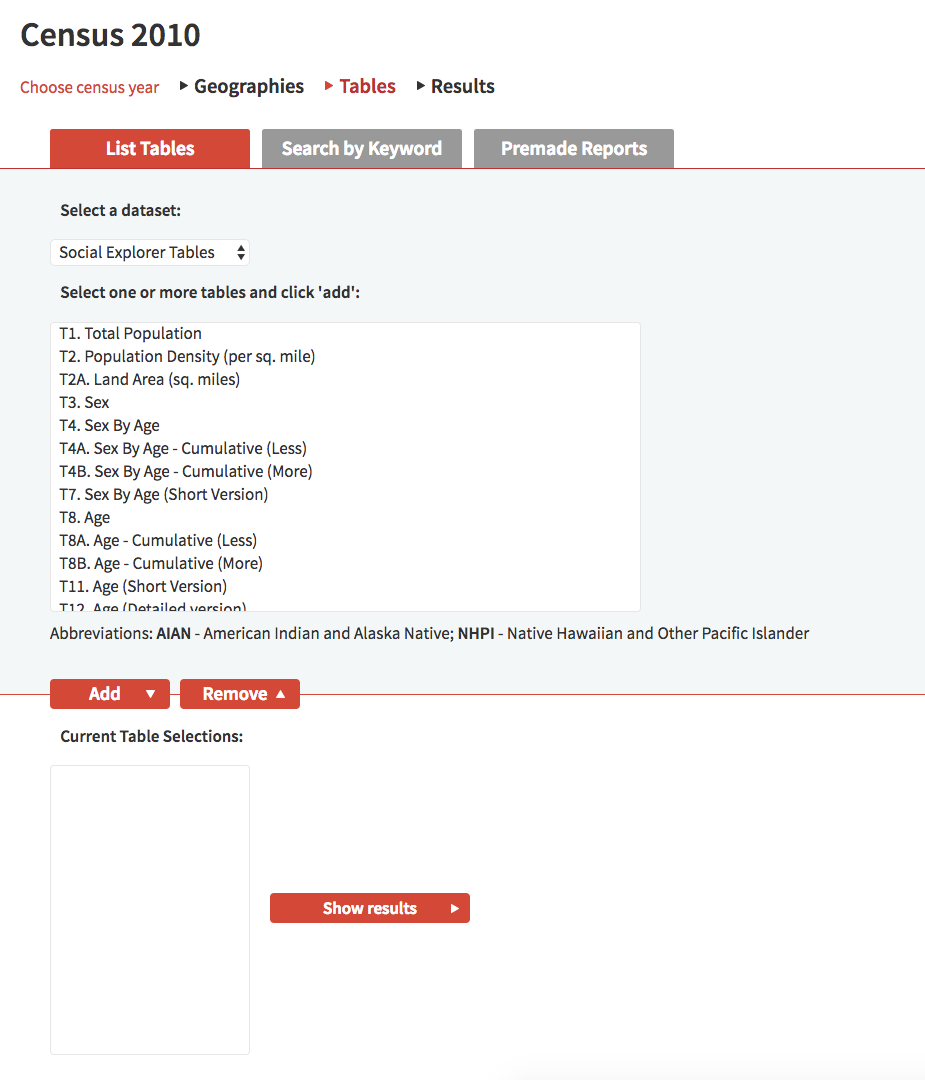 Census 2010
Choose census year Geographies Tables Results
List Tables Search by Keyword Premade Reports
Select a dataset:
Social Explorer Tables
Select one or more tables and click 'add':
T1. Total Population
T2. Population Density (per sq. mile)
T2A. Land Area (sq. miles)
T3. Sex
T4. Sex By Age
T4A. Sex By Age - Cumulative (Less)
T4B. Sex By Age - Cumulative (More)
T7. Sex By Age (Short Version)
T8. Age
T8A. Age - Cumulative (Less)
T8B. Age - Cumulative (More)
T11. Age (Short Version)
T12. Age (Detailed version)
Abbreviations: AIAN - American Indian and Alaska Native; NHPI - Native Hawaiian and Other Pacific Islander
Add Remove
Current Table Selections:
Show results